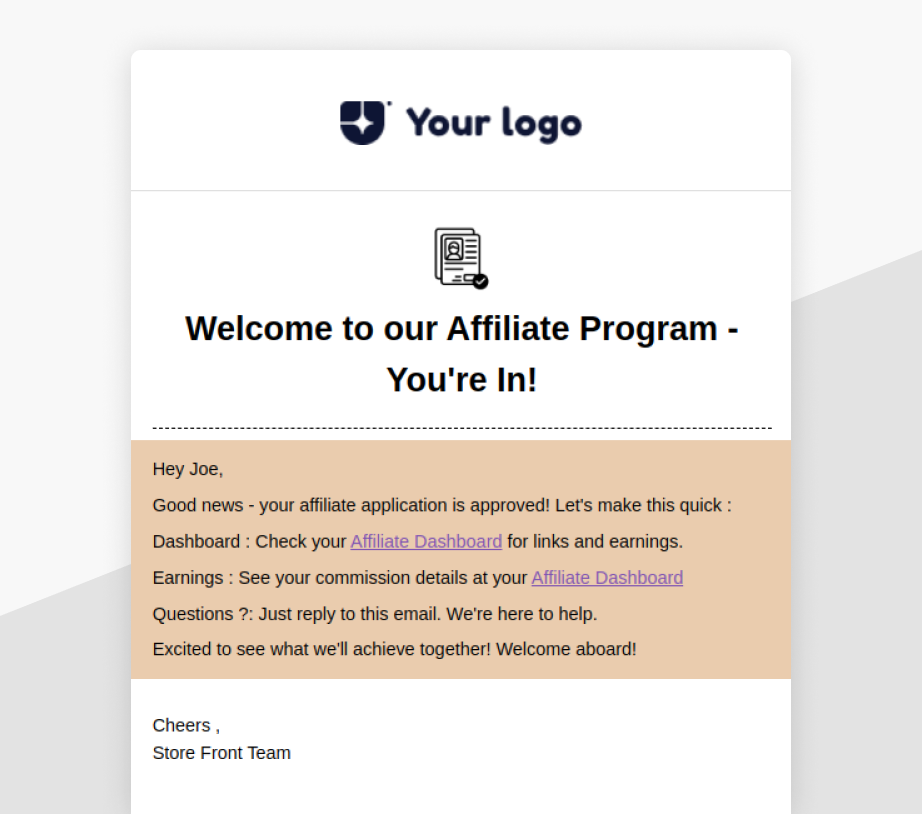 Your logo
Welcome to our Affiliate Program -
You're In!
Hey Joe,
Good news - your affiliate application is approved! Let's make this quick :
Dashboard : Check your Affiliate Dashboard for links and earnings.
Earnings : See your commission details at your Affiliate Dashboard
Questions ?: Just reply to this email. We're here to help.
Excited to see what we'll achieve together! Welcome aboard!
Cheers ,
Store Front Team